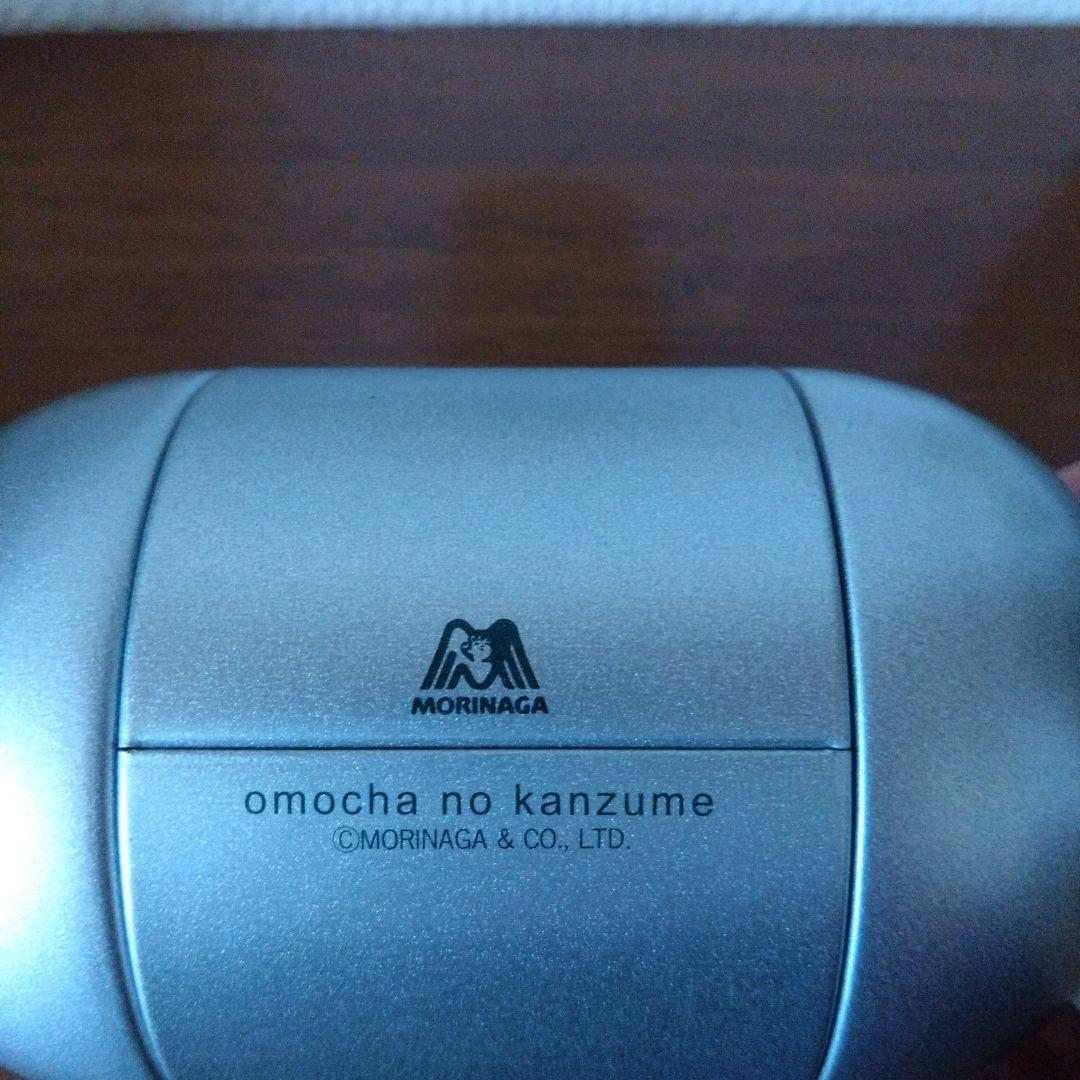 MORINAGA
omocha no kanzume
©MORINAGA & CO., LTD.